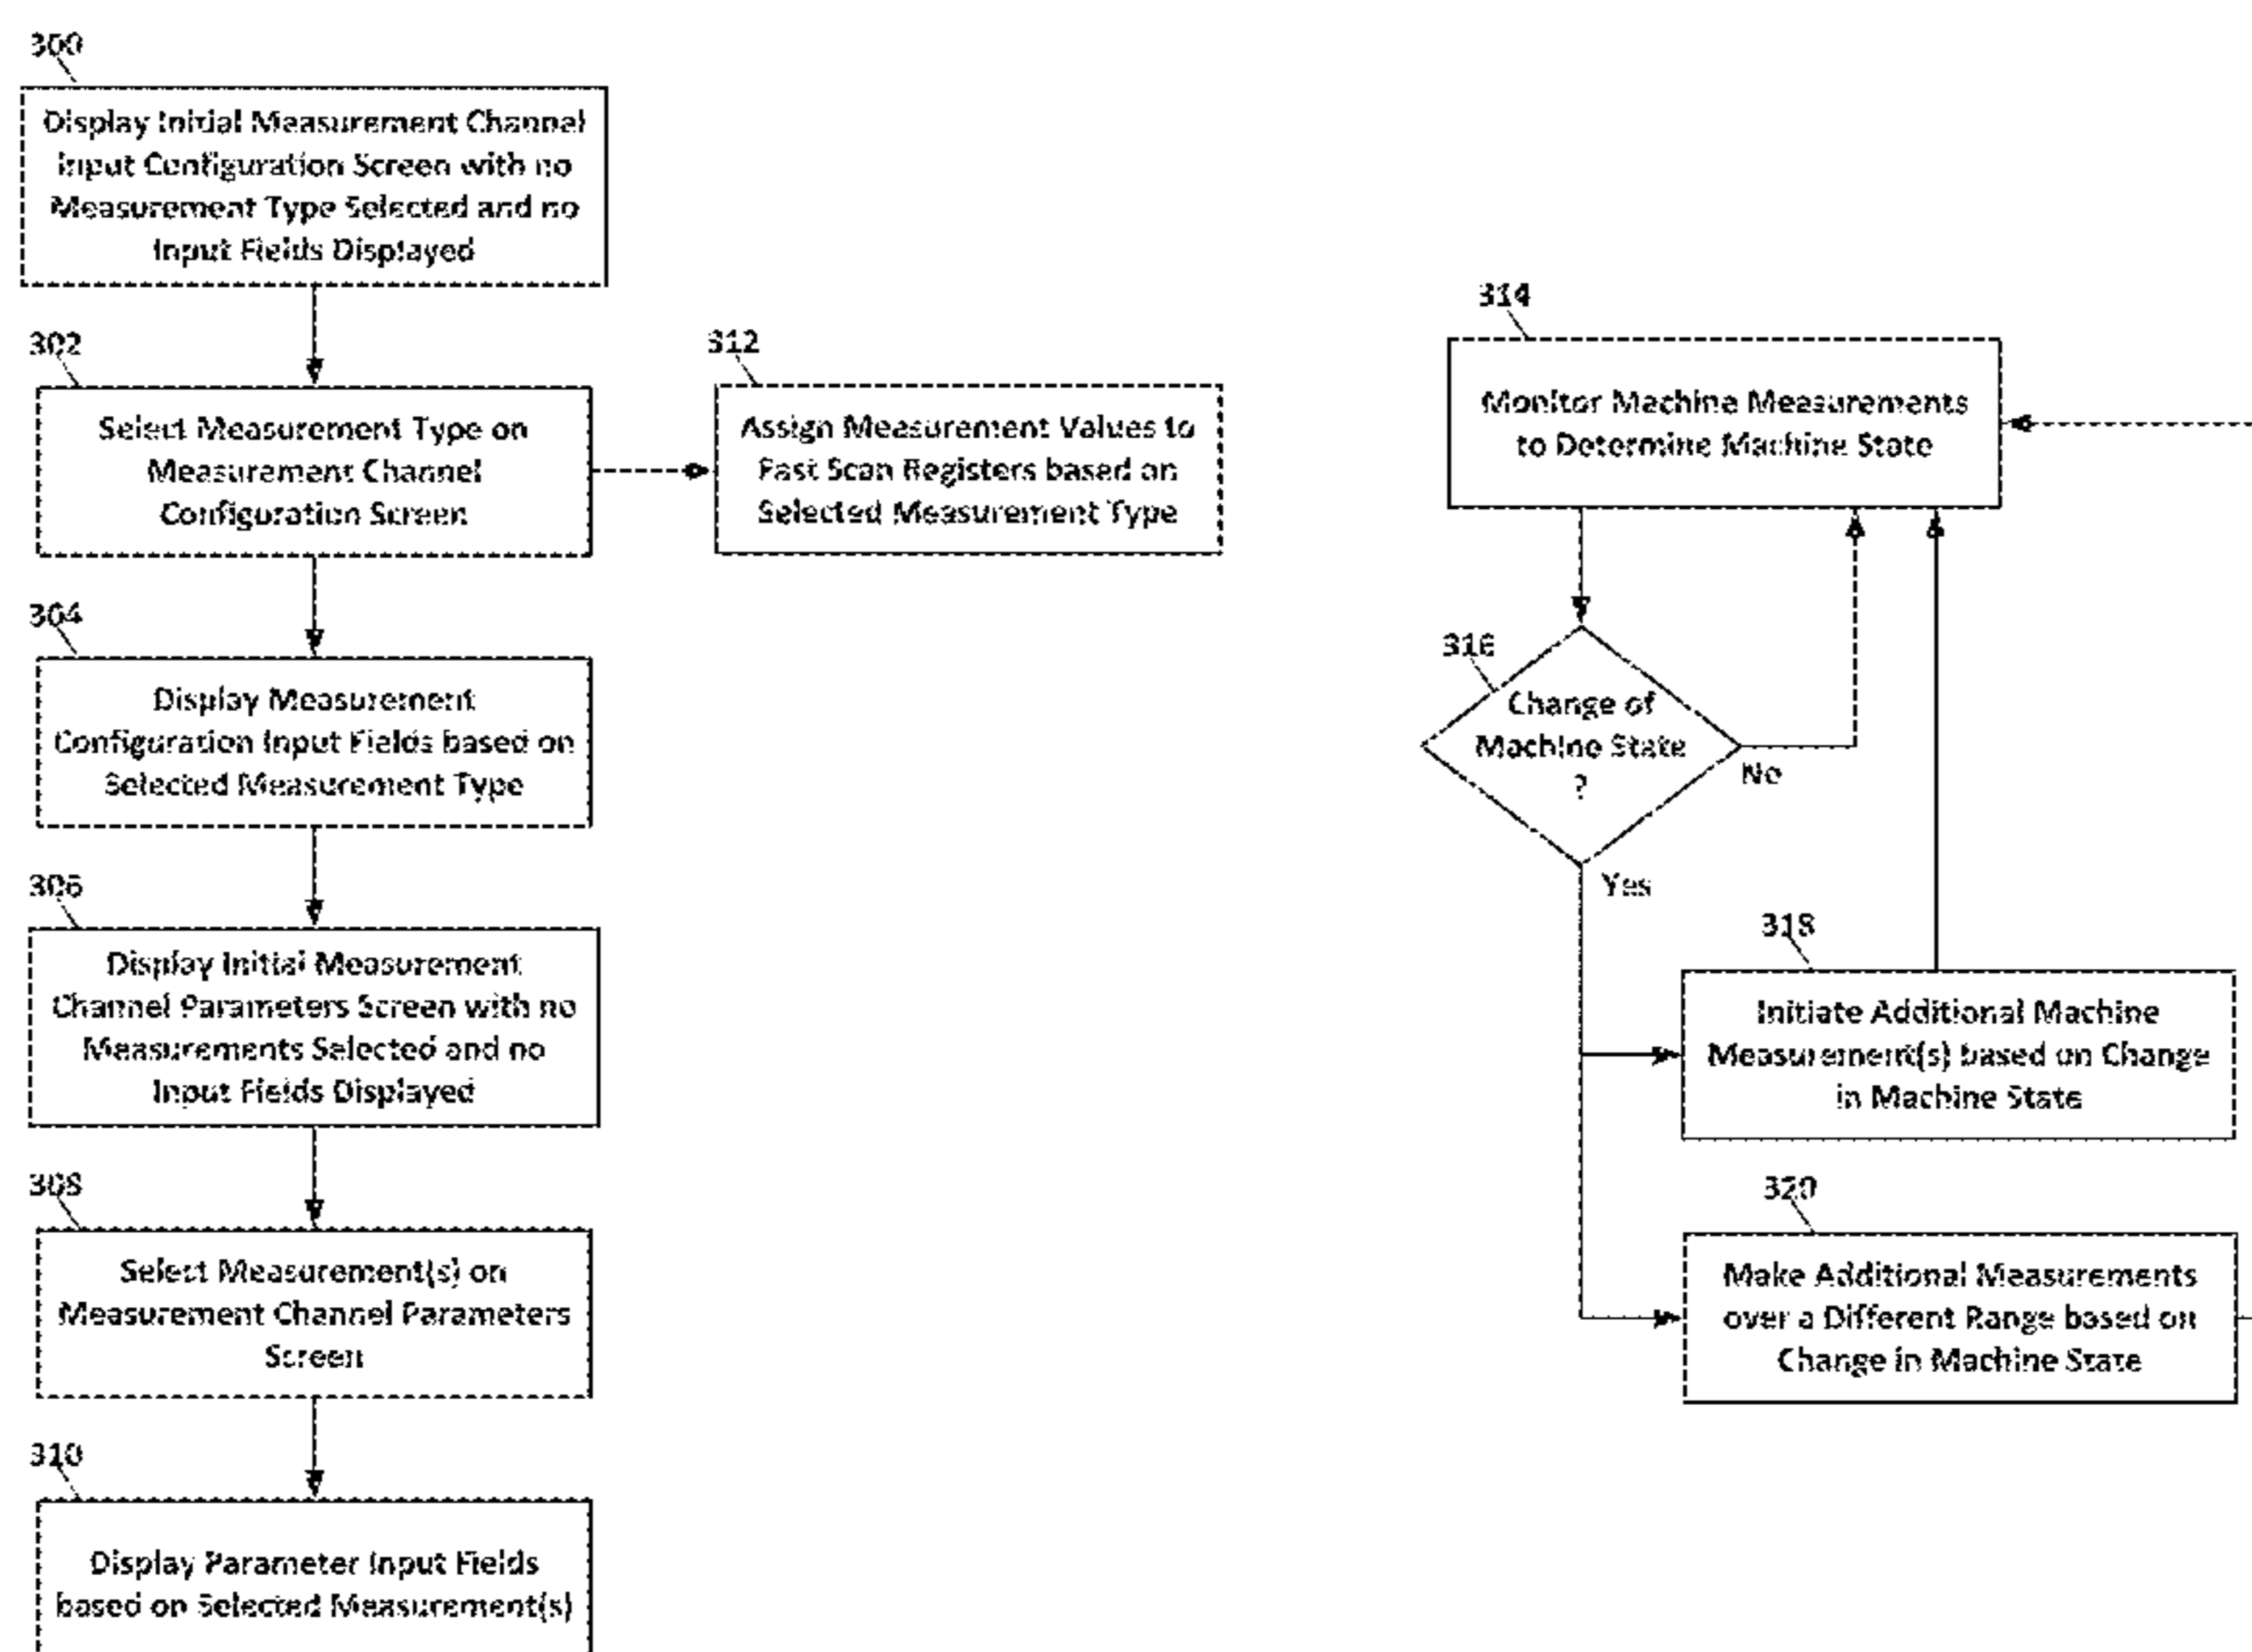 300
Display Initial Measurement Channel
Input Configuration Screen with no
Measurement Type Selected and no
Input Fields Displayed
302
Select Measurement Type on
Measurement Channel
Configuration Screen
312
Assign Measurement Values to
Fast Scan Registers based on
Selected Measurement Type
304
Display Measurement
Configuration Input Fields based on
Selected Measurement Type
306
Display Initial Measurement
Channel Parameters Screen with no
Measurements Selected and no
Input Fields Displayed
308
Select Measurement(s) on
Measurement Channel Parameters
Screen
310
Display Parameter Input Fields
based on Selected Measurement(s)
314
Monitor Machine Measurements
to Determine Machine State
316
Change of
Machine State
?
No
Yes
318
Initiate Additional Machine
Measurement(s) based on Change
in Machine State
320
Make Additional Measurements
over a Different Range based on
Change in Machine State